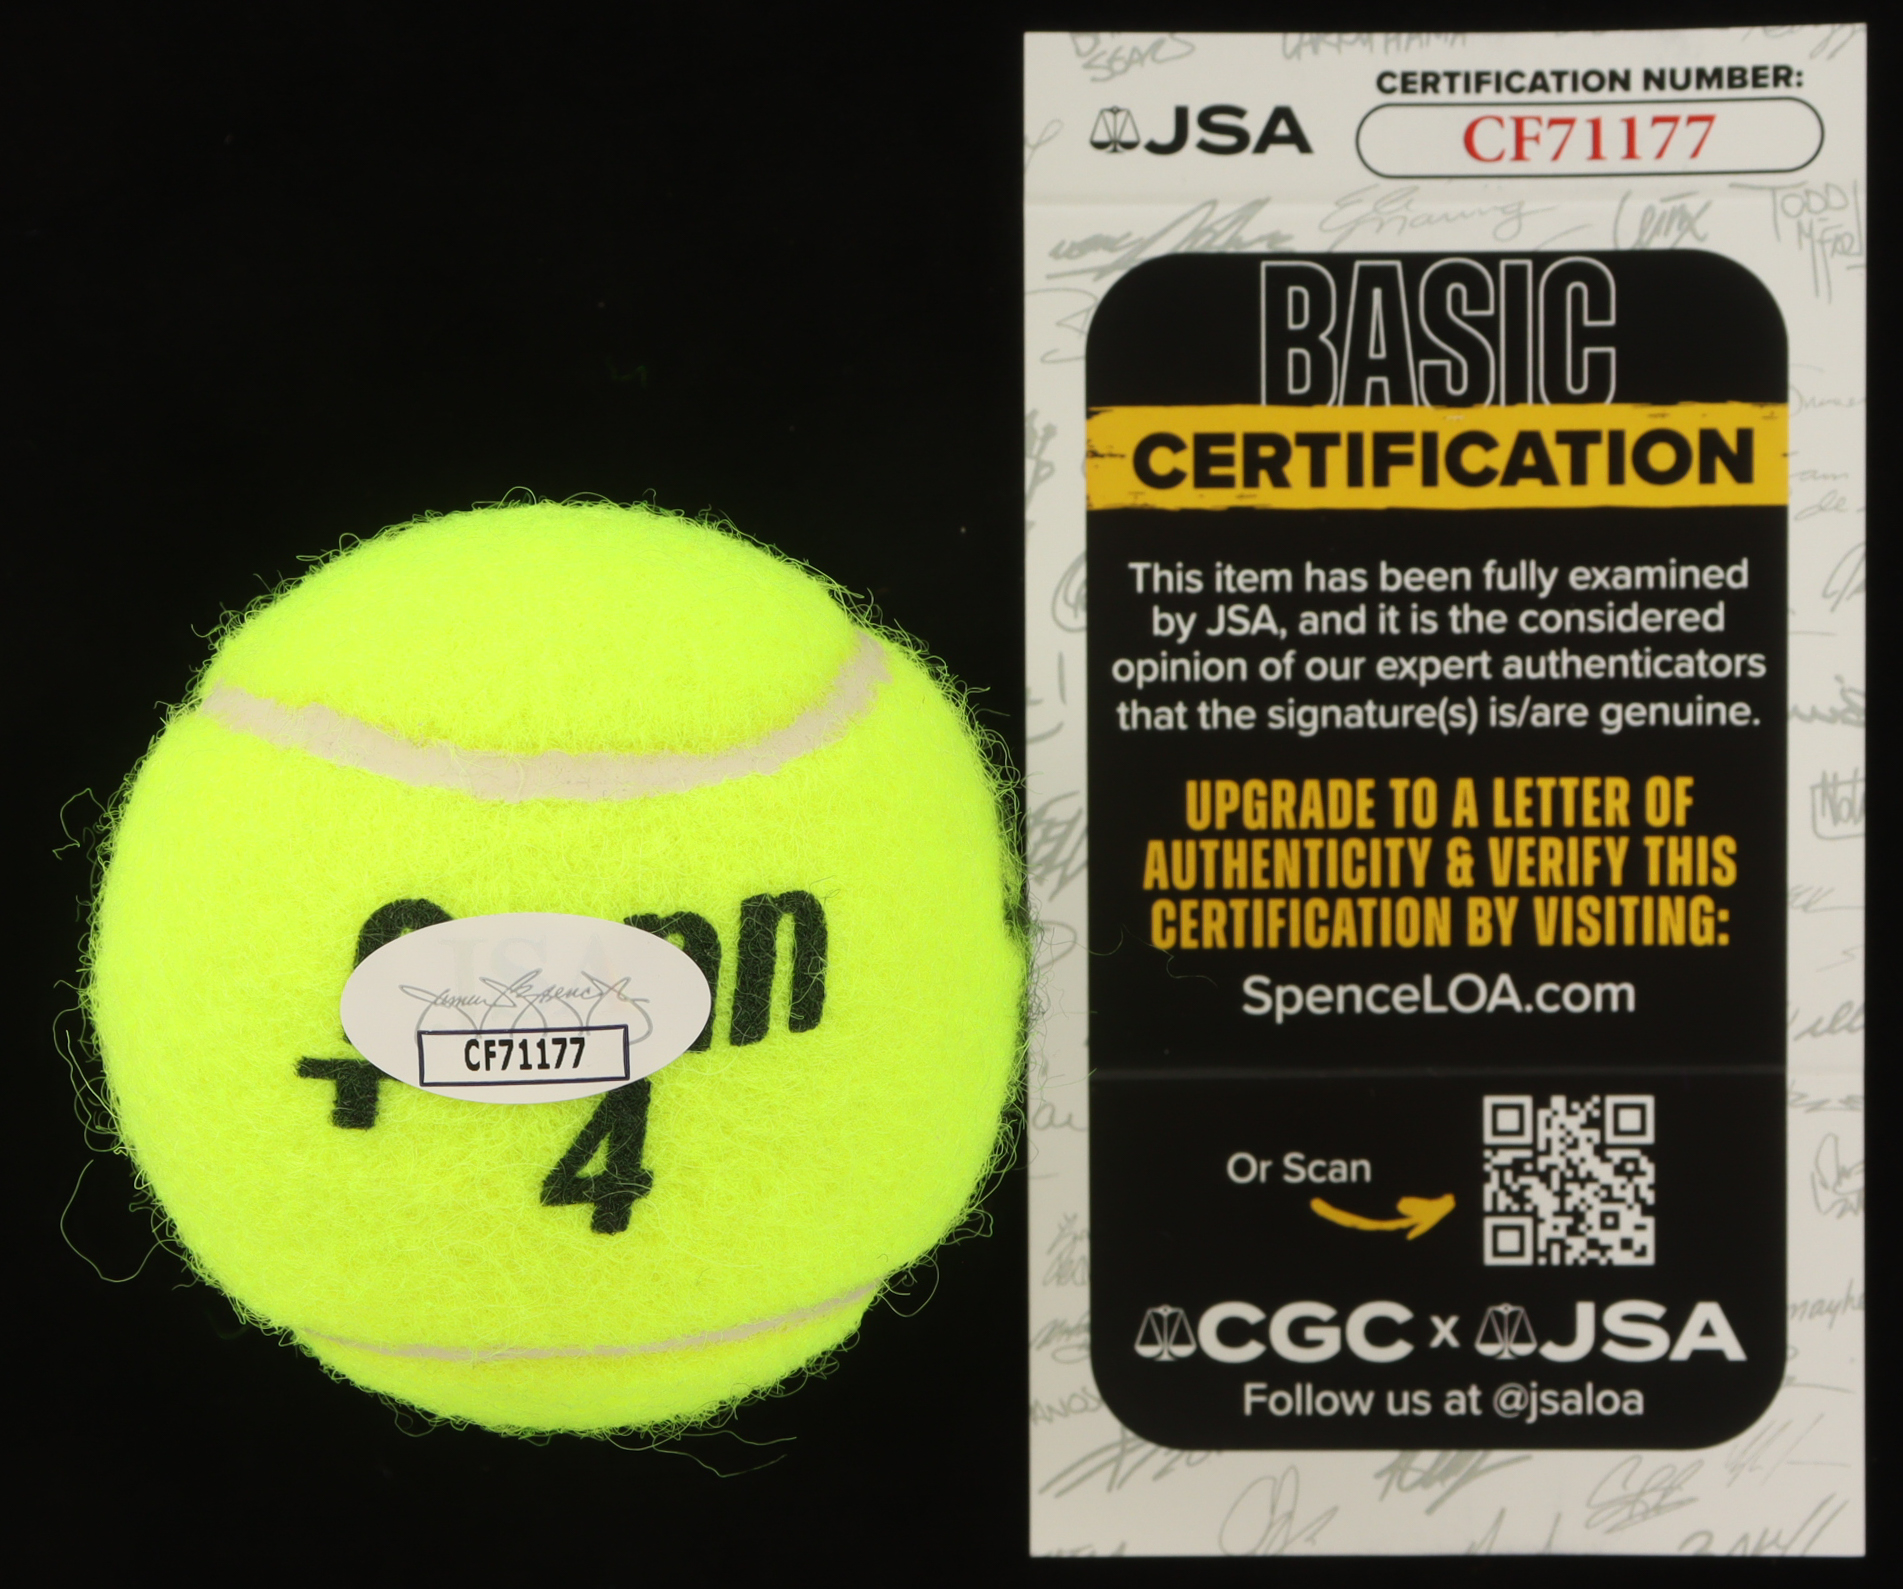 CERTIFICATION NUMBER:
JSA
CF71177
BASIC
CERTIFICATION
This item has been fully examined
by JSA, and it is the considered
opinion of our expert authenticators
that the signature(s) is/are genuine.
UPGRADE TO A LETTER OF
AUTHENTICITY & VERIFY THIS
CERTIFICATION BY VISITING:
SpenceLOA.com
Or Scan
CGC x JSA
Follow us at @jsaloa
JSA
CF71177
4